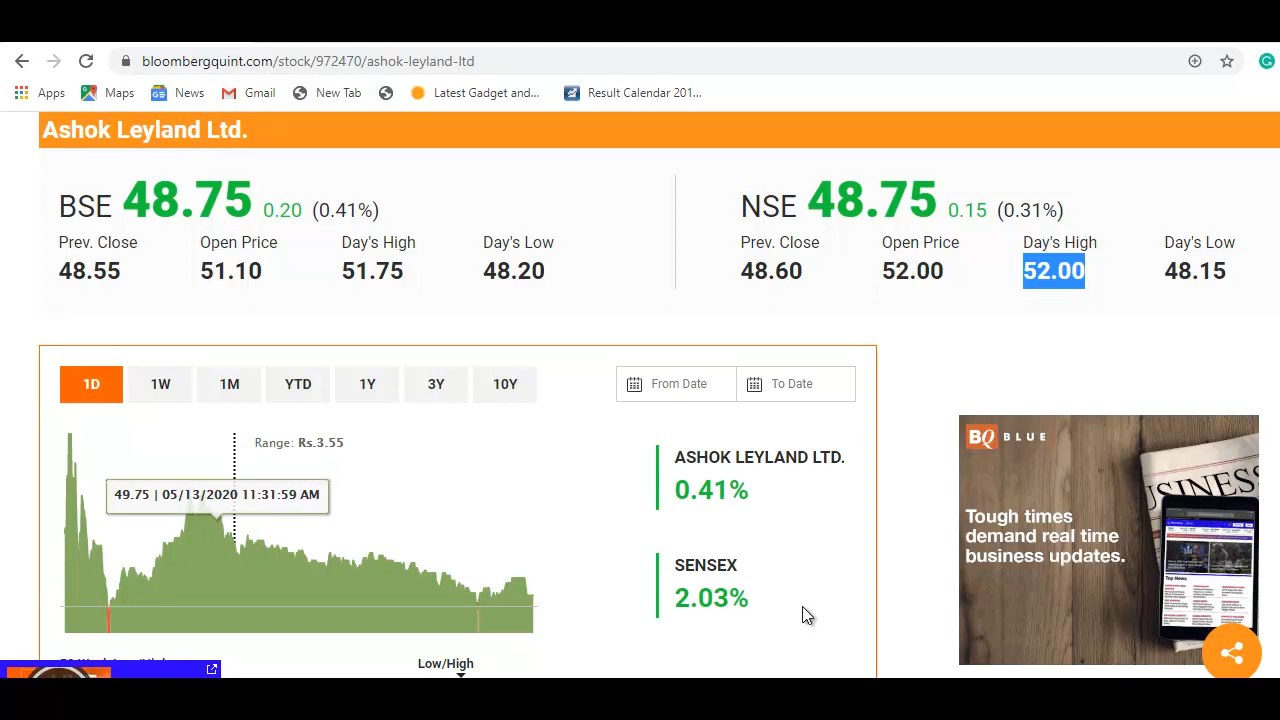 bloombergquint.com/stock/972470/ashok-leyland-ltd
Apps Maps News Gmail New Tab Latest Gadget and... Result Calendar 201...
Ashok Leyland Ltd.
BSE 48.75 0.20 (0.41%)
Prev. Close Open Price Day's High Day's Low
48.55 51.10 51.75 48.20
NSE 48.75 0.15 (0.31%)
Prev. Close Open Price Day's High Day's Low
48.60 52.00 52.00 48.15
1D 1W 1M YTD 1Y 3Y 10Y
From Date To Date
Range: Rs.3.55
49.75 | 05/13/2020 11:31:59 AM
ASHOK LEYLAND LTD.
0.41%
SENSEX
2.03%
Low/High
BQ BLUE
Tough times
demand real time
business updates.
BUSINESS
Top News